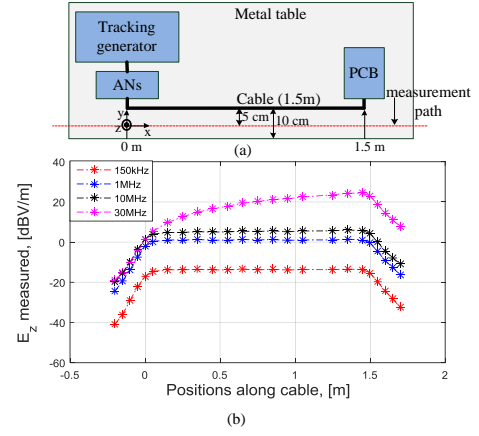 Metal table
Tracking
generator
ANs
PCB
Cable (1.5m)
measurement
path
y
z
x
5 cm
10 cm
0 m
(a)
1.5 m
150kHz
1MHz
10MHz
30MHz
40
20
0
-20
-40
-60
E_z measured, [dBV/m]
-0.5
0
0.5
1
1.5
2
Positions along cable, [m]
(b)